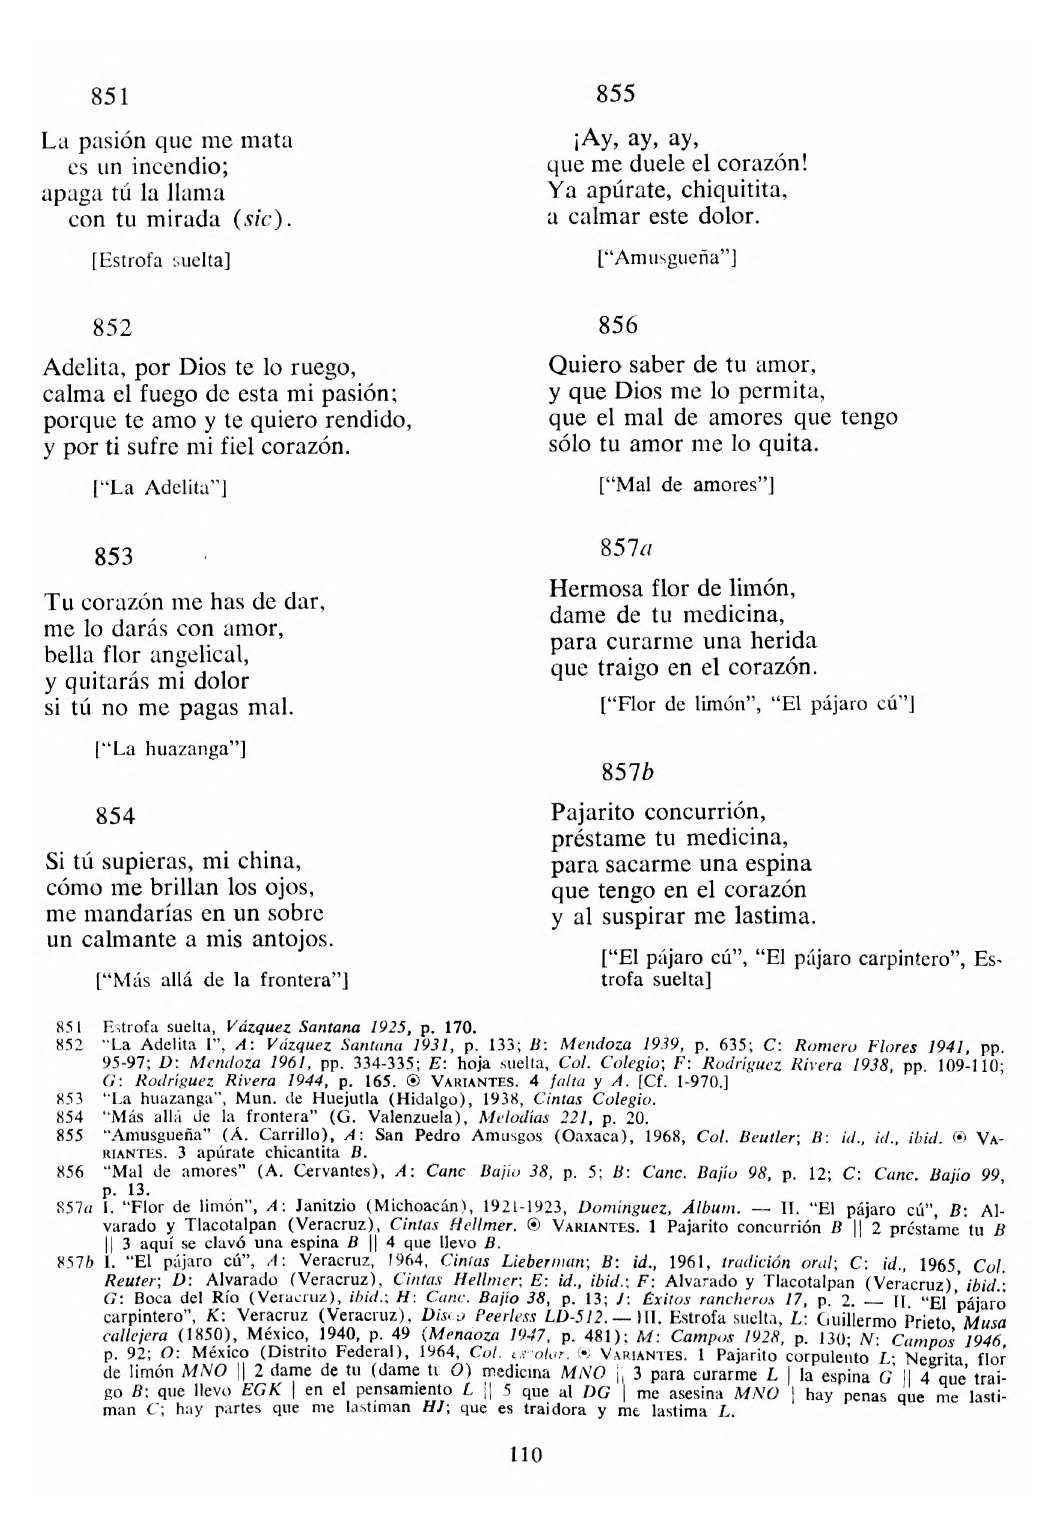 851
La pasión que me mata
es un incendio;
apaga tú la llama
con tu mirada (sic).
[Estrofa suelta]
852
Adelita, por Dios te lo ruego,
calma el fuego de esta mi pasión;
porque te amo y te quiero rendido,
y por ti sufre mi fiel corazón.
["La Adelita"]
853
Tu corazón me has de dar,
me lo darás con amor,
bella flor angelical,
y quitarás mi dolor
si tú no me pagas mal.
["La huazanga"]
854
Si tú supieras, mi china,
cómo me brillan los ojos,
me mandarías en un sobre
un calmante a mis antojos.
["Más allá de la frontera"]
855
¡Ay, ay, ay,
que me duele el corazón!
Ya apúrate, chiquitita,
a calmar este dolor.
["Amusgueña"]
856
Quiero saber de tu amor,
y que Dios me lo permita,
que el mal de amores que tengo
sólo tu amor me lo quita.
["Mal de amores"]
857a
Hermosa flor de limón,
dame de tu medicina,
para curarme una herida
que traigo en el corazón.
["Flor de limón", "El pájaro cú"]
857b
Pajarito concurrión,
préstame tu medicina,
para sacarme una espina
que tengo en el corazón
y al suspirar me lastima.
["El pájaro cú", "El pájaro carpintero", Es-
trofa suelta]
851 Estrofa suelta, Vázquez Santana 1925, p. 170.
852 "La Adelita I", A: Vázquez Santana 1931, p. 133; B: Mendoza 1939, p. 635; C: Romero Flores 1941, pp.
95-97; D: Mendoza 1961, pp. 334-335; E: hoja suelta, Col. Colegio; F: Rodríguez Rivera 1938, pp. 109-110;
G: Rodríguez Rivera 1944, p. 165. ⦿ VARIANTES. 4 falta y A. [Cf. 1-970.]
853 "La huazanga", Mun. de Huejutla (Hidalgo), 1938, Cintas Colegio.
854 "Más allá de la frontera" (G. Valenzuela), Melodías 221, p. 20.
855 "Amusgueña" (Á. Carrillo), A: San Pedro Amusgos (Oaxaca), 1968, Col. Beutler; B: id., id., ibid. ⦿ VA-
RIANTES. 3 apúrate chicantita B.
856 "Mal de amores" (A. Cervantes), A: Canc Bajío 38, p. 5; B: Canc. Bajío 98, p. 12; C: Canc. Bajío 99,
p. 13.
857a I. "Flor de limón", A: Janitzio (Michoacán), 1921-1923, Domínguez, Álbum. — II. "El pájaro cú", B: Al-
varado y Tlacotalpan (Veracruz), Cintas Hellmer. ⦿ VARIANTES. 1 Pajarito concurrión B || 2 préstame tu B
|| 3 aquí se clavó una espina B || 4 que llevo B.
857b I. "El pájaro cú", A: Veracruz, 1964, Cintas Lieberman; B: id., 1961, tradición oral; C: id., 1965, Col.
Reuter; D: Alvarado (Veracruz), Cintas Hellmer; E: id., ibid.; F: Alvarado y Tlacotalpan (Veracruz), ibid.;
G: Boca del Río (Veracruz), ibid.; H: Canc. Bajío 38, p. 13; J: Éxitos rancheros 17, p. 2. — II. "El pájaro
carpintero", K: Veracruz (Veracruz), Disco Peerless LD-512. — III. Estrofa suelta, L: Guillermo Prieto, Musa
callejera (1850), México, 1940, p. 49 (Mendoza 1947, p. 481); M: Campos 1928, p. 130; N: Campos 1946,
p. 92; O: México (Distrito Federal), 1964, Col. escolar. ⦿ VARIANTES. 1 Pajarito corpulento L; Negrita, flor
de limón MNO || 2 dame de tu (dame tu O) medicina MNO || 3 para curarme L | la espina G || 4 que trai-
go B; que llevo EGK | en el pensamiento L || 5 que al DG | me asesina MNO | hay penas que me lasti-
man C; hay partes que me lastiman HJ; que es traidora y me lastima L.
110